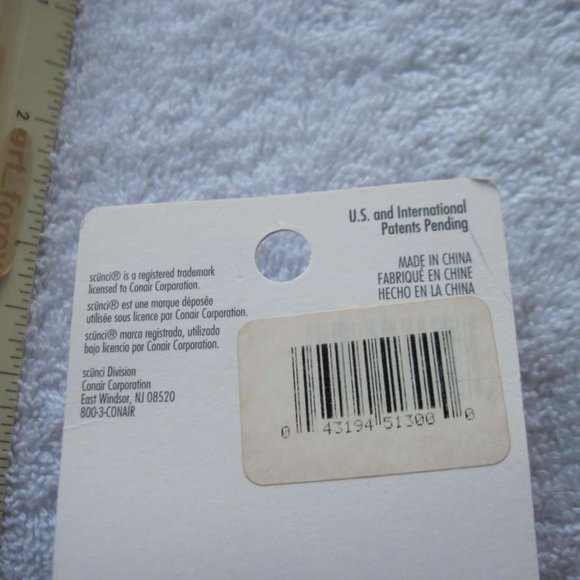 2
U.S. and International
Patents Pending
MADE IN CHINA
FABRIQUÉ EN CHINE
HECHO EN LA CHINA
scünci® is a registered trademark
licensed to Conair Corporation.
scünci® est une marque déposée
utilisée sous licence par Conair Corporation.
scünci® marca registrada, utilizada
bajo licencia por Conair Corporation.
scünci Division
Conair Corporation
East Windsor, NJ 08520
800-3-CONAIR
0 43194 51300 0